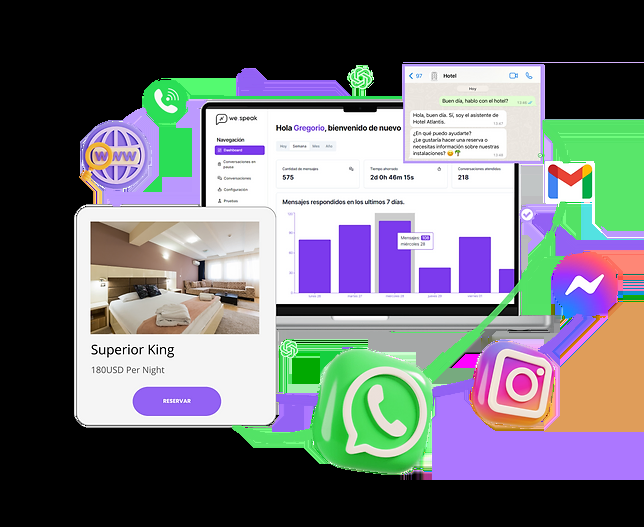 97
Hotel
Hoy
Buen día, hablo con el hotel?
13:46
Hola, buen día. Sí, soy el asistente de
Hotel Atlantis.
13:47
¿En qué puedo ayudarte?
¿Le gustaría hacer una reserva o
necesitas información sobre nuestras
instalaciones?
13:48
we speak
Navegación
Dashboard
Conversaciones en
pausa
Conversaciones
Configuración
Pruebas
Hola Gregorio, bienvenido de nuevo
Hoy
Semana
Mes
Año
Cantidad de mensajes
575
Tiempo ahorrado
2d 0h 46m 15s
Conversaciones atendidas
218
Mensajes respondidos en los ultimos 7 días.
Mensajes
miércoles 28
WWW
Superior King
180USD Per Night
RESERVAR